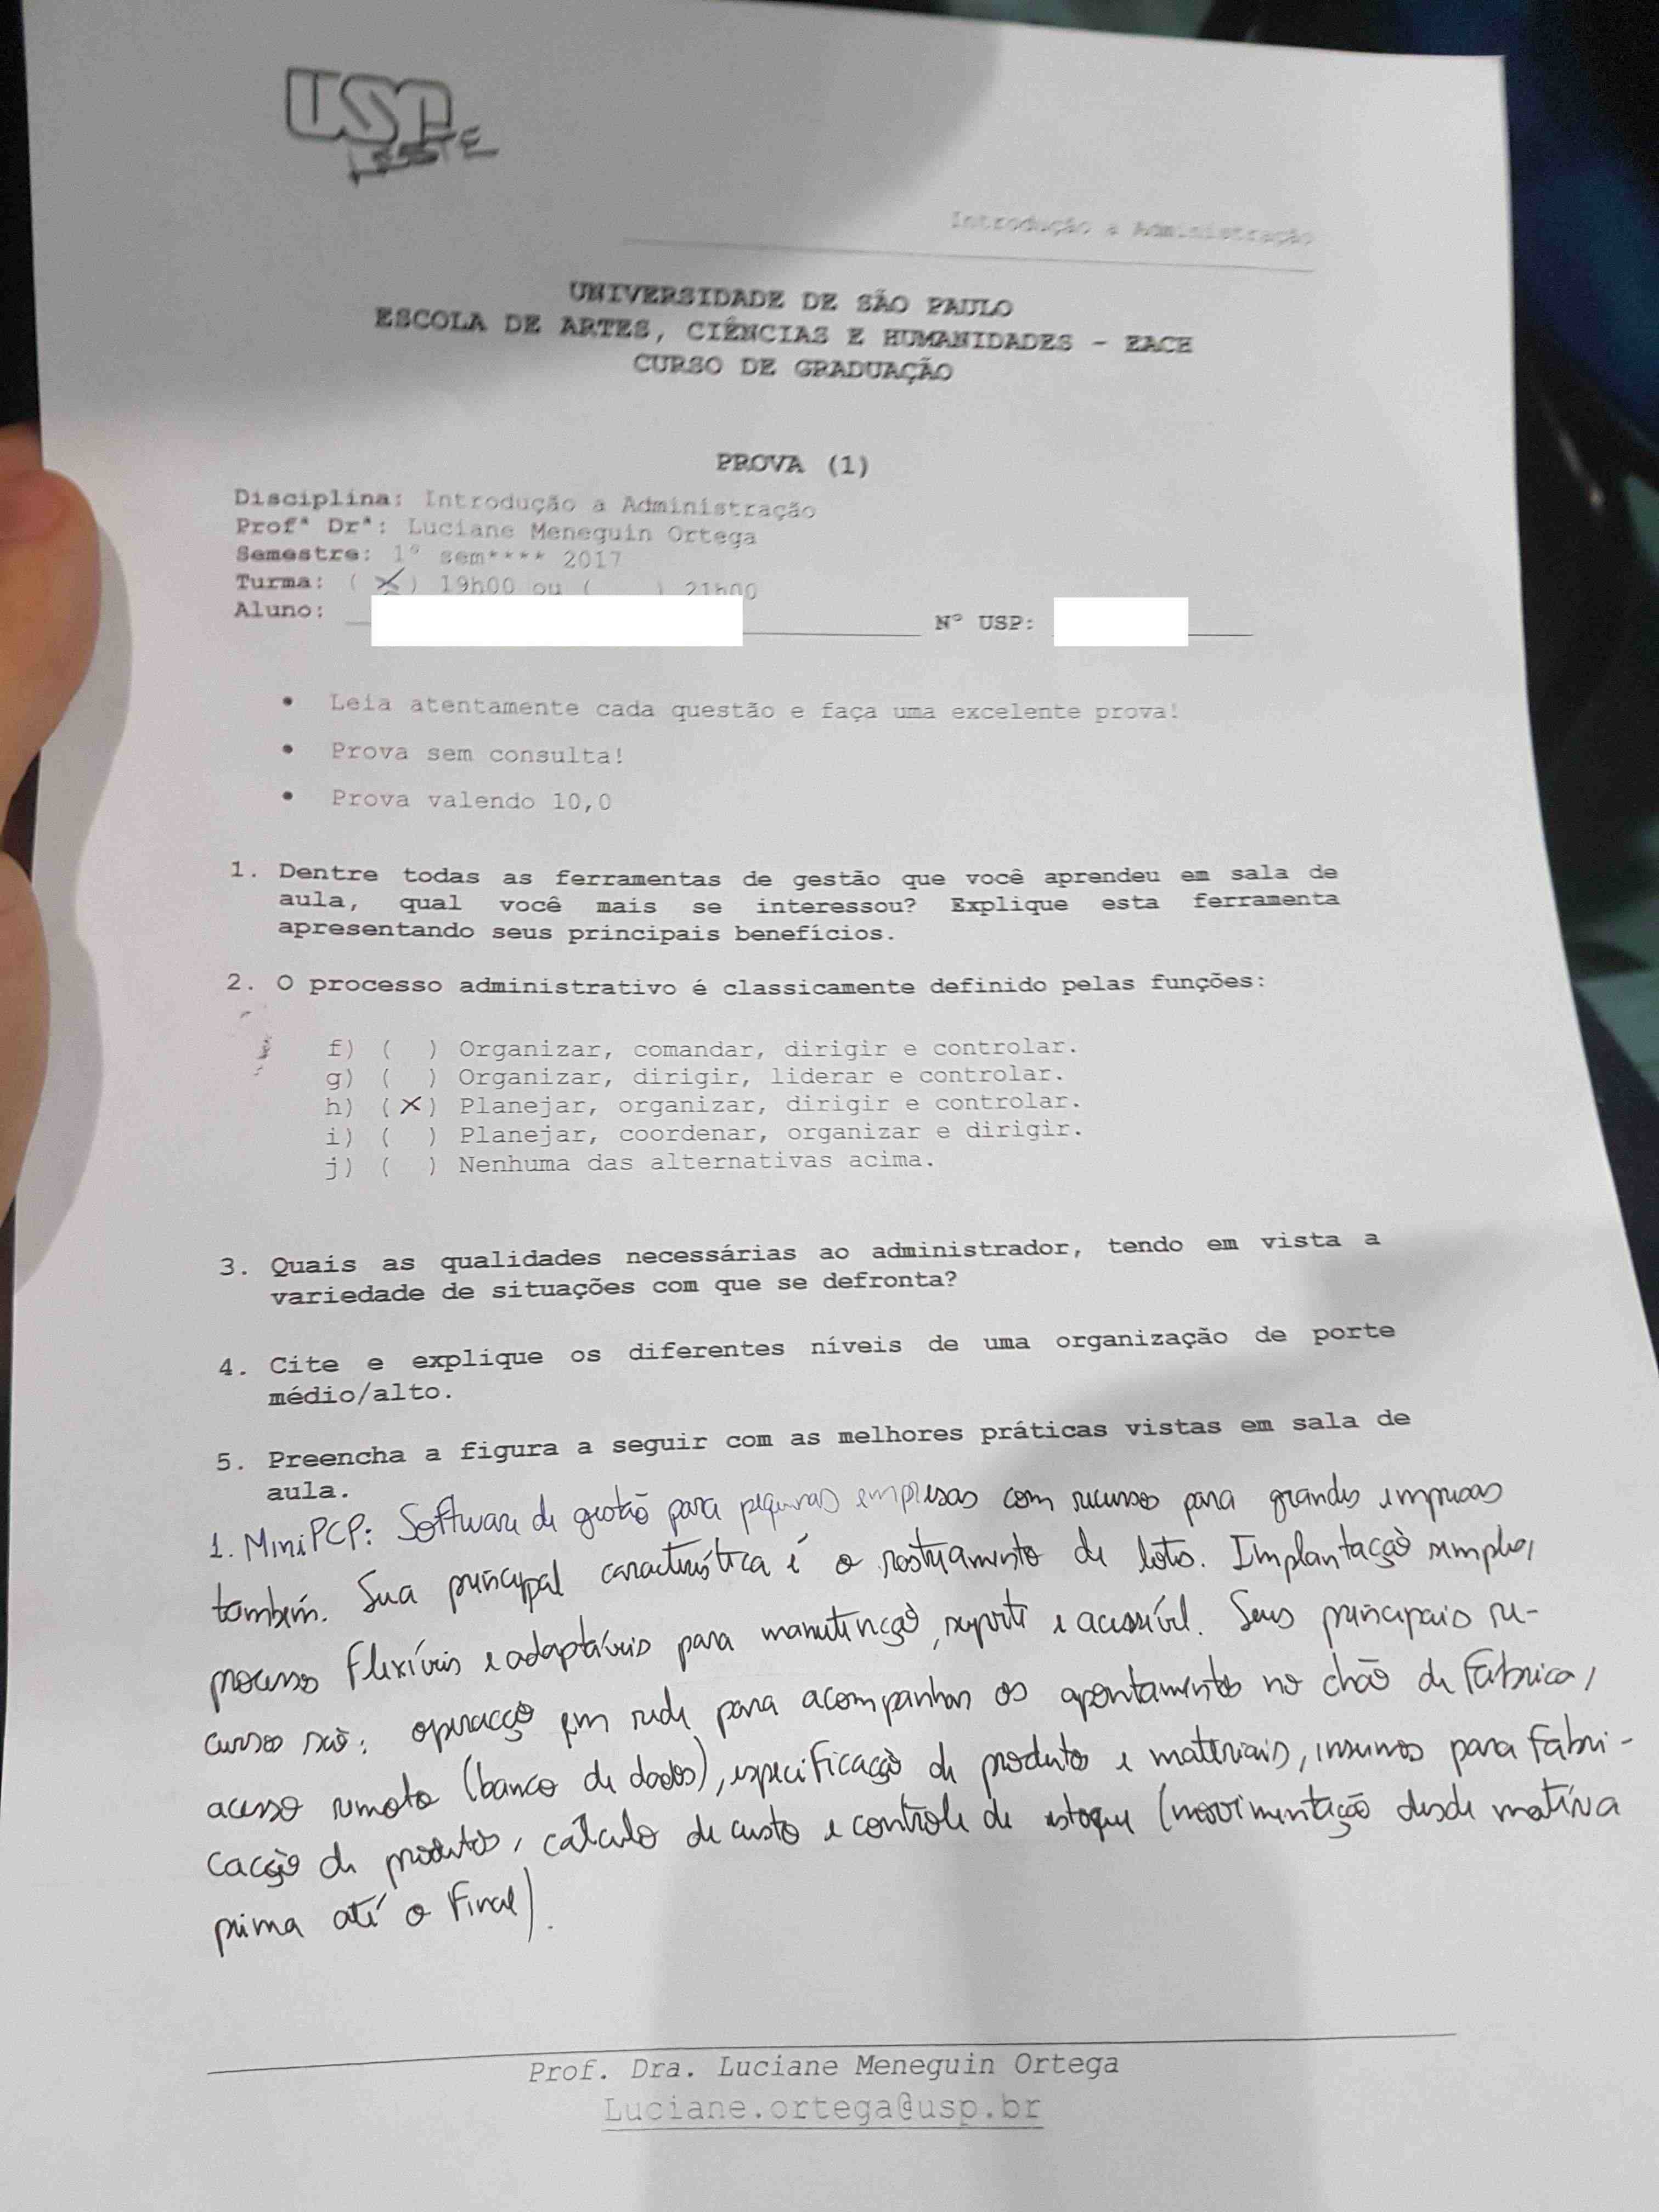 USP
LESTE
Introdução a Administração
UNIVERSIDADE DE SÃO PAULO
ESCOLA DE ARTES, CIÊNCIAS E HUMANIDADES - EACH
CURSO DE GRADUAÇÃO
PROVA (1)
Disciplina: Introdução a Administração
Profª Drª: Luciane Meneguin Ortega
Semestre: 1º sem**** 2017
Turma: ( X ) 19h00 ou ( ) 21h00
Aluno: Nº USP:
• Leia atentamente cada questão e faça uma excelente prova!
• Prova sem consulta!
• Prova valendo 10,0
1. Dentre todas as ferramentas de gestão que você aprendeu em sala de
aula, qual você mais se interessou? Explique esta ferramenta
apresentando seus principais benefícios.
2. O processo administrativo é classicamente definido pelas funções:
f) ( ) Organizar, comandar, dirigir e controlar.
g) ( ) Organizar, dirigir, liderar e controlar.
h) (X) Planejar, organizar, dirigir e controlar.
i) ( ) Planejar, coordenar, organizar e dirigir.
j) ( ) Nenhuma das alternativas acima.
3. Quais as qualidades necessárias ao administrador, tendo em vista a
variedade de situações com que se defronta?
4. Cite e explique os diferentes níveis de uma organização de porte
médio/alto.
5. Preencha a figura a seguir com as melhores práticas vistas em sala de
aula.
1. MiniPCP: Software de gestão para pequenas empresas com recursos para grandes empresas
também. Sua principal característica é o rastreamento de lotes. Implantação simples,
processos flexíveis e adaptáveis para manutenção, suporte e acessível. Seus principais re-
cursos são: operação em rede para acompanhar os apontamentos no chão de fábrica,
acesso remoto (banco de dados), especificação de produtos e materiais, insumos para fabri-
cação de produtos, cálculo de custo e controle de estoque (movimentação desde matéria
prima até o final).
Prof. Dra. Luciane Meneguin Ortega
Luciane.ortega@usp.br